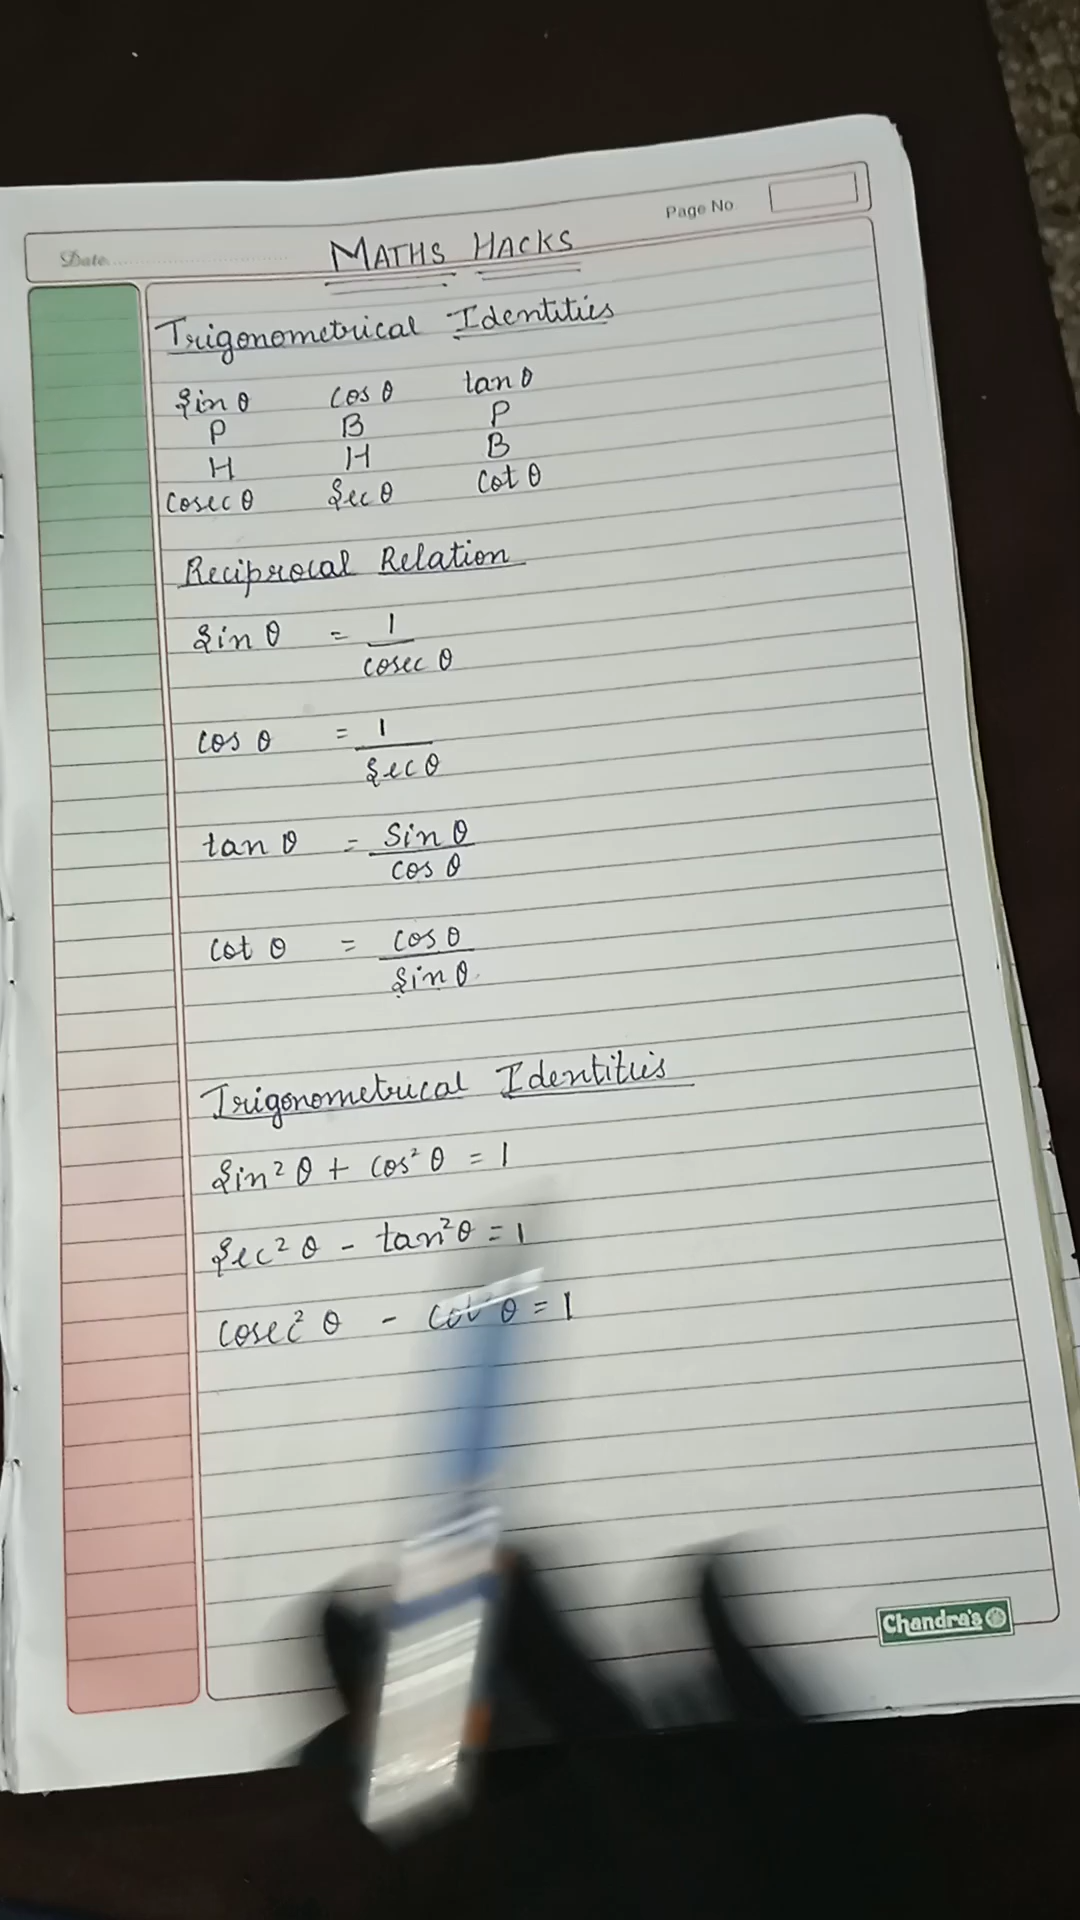 Page No.
Date
MATHS HACKS
Trigonometrical Identities
Sin θ cos θ tan θ
P B P
H H B
cosec θ Sec θ Cot θ
Reciprocal Relation
Sin θ = 1
cosec θ
cos θ = 1
Sec θ
tan θ = Sin θ
cos θ
Cot θ = cos θ
Sin θ.
Trigonometrical Identities
Sin² θ + cos² θ = 1
Sec² θ - tan² θ = 1
cosec² θ - cot² θ = 1
Chandra's